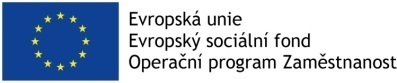 Evropská unie
Evropský sociální fond
Operační program Zaměstnanost